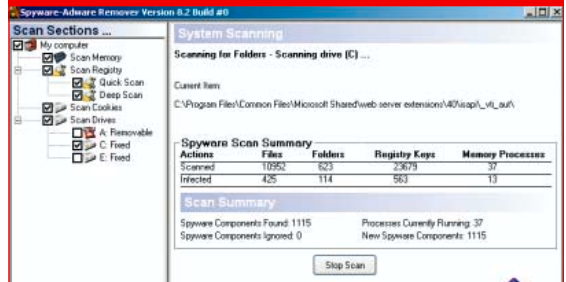 Spyware-Adware Remover Version 8.2 Build #0
Scan Sections ...
My computer
Scan Memory
Scan Registry
Quick Scan
Deep Scan
Scan Cookies
Scan Drives
A: Removable
C: Fixed
E: Fixed
System Scanning
Scanning for Folders - Scanning drive (C) ...
Current Item:
C:\Program Files\Common Files\Microsoft Shared\web server extensions\40\isapi\_vti_aut\
Spyware Scan Summary
Actions Files Folders Registry Keys Memory Processes
Scanned 10952 623 23679 37
Infected 425 114 563 13
Scan Summary
Spyware Components Found: 1115 Processes Currently Running: 37
Spyware Components Ignored: 0 New Spyware Components: 1115
Stop Scan